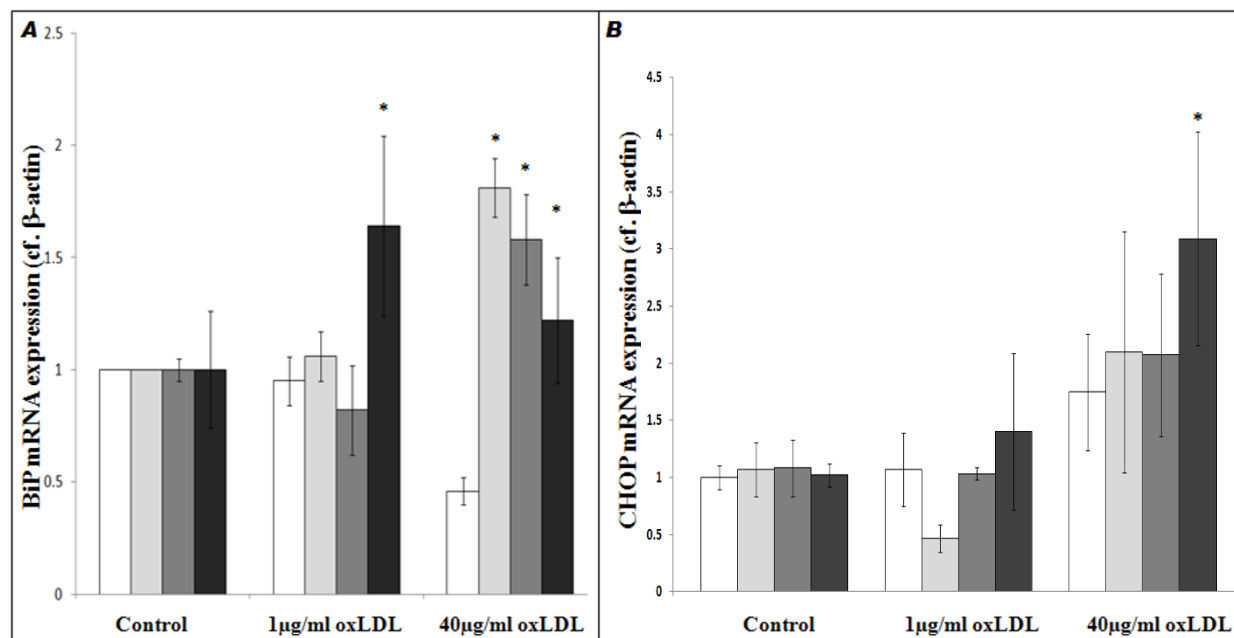 A
BiP mRNA expression (cf. β-actin)
2.5
2
1.5
1
0.5
0
*
*
*
*
Control
1µg/ml oxLDL
40µg/ml oxLDL
B
CHOP mRNA expression (cf. β-actin)
4.5
4
3.5
3
2.5
2
1.5
1
0.5
0
*
Control
1µg/ml oxLDL
40µg/ml oxLDL